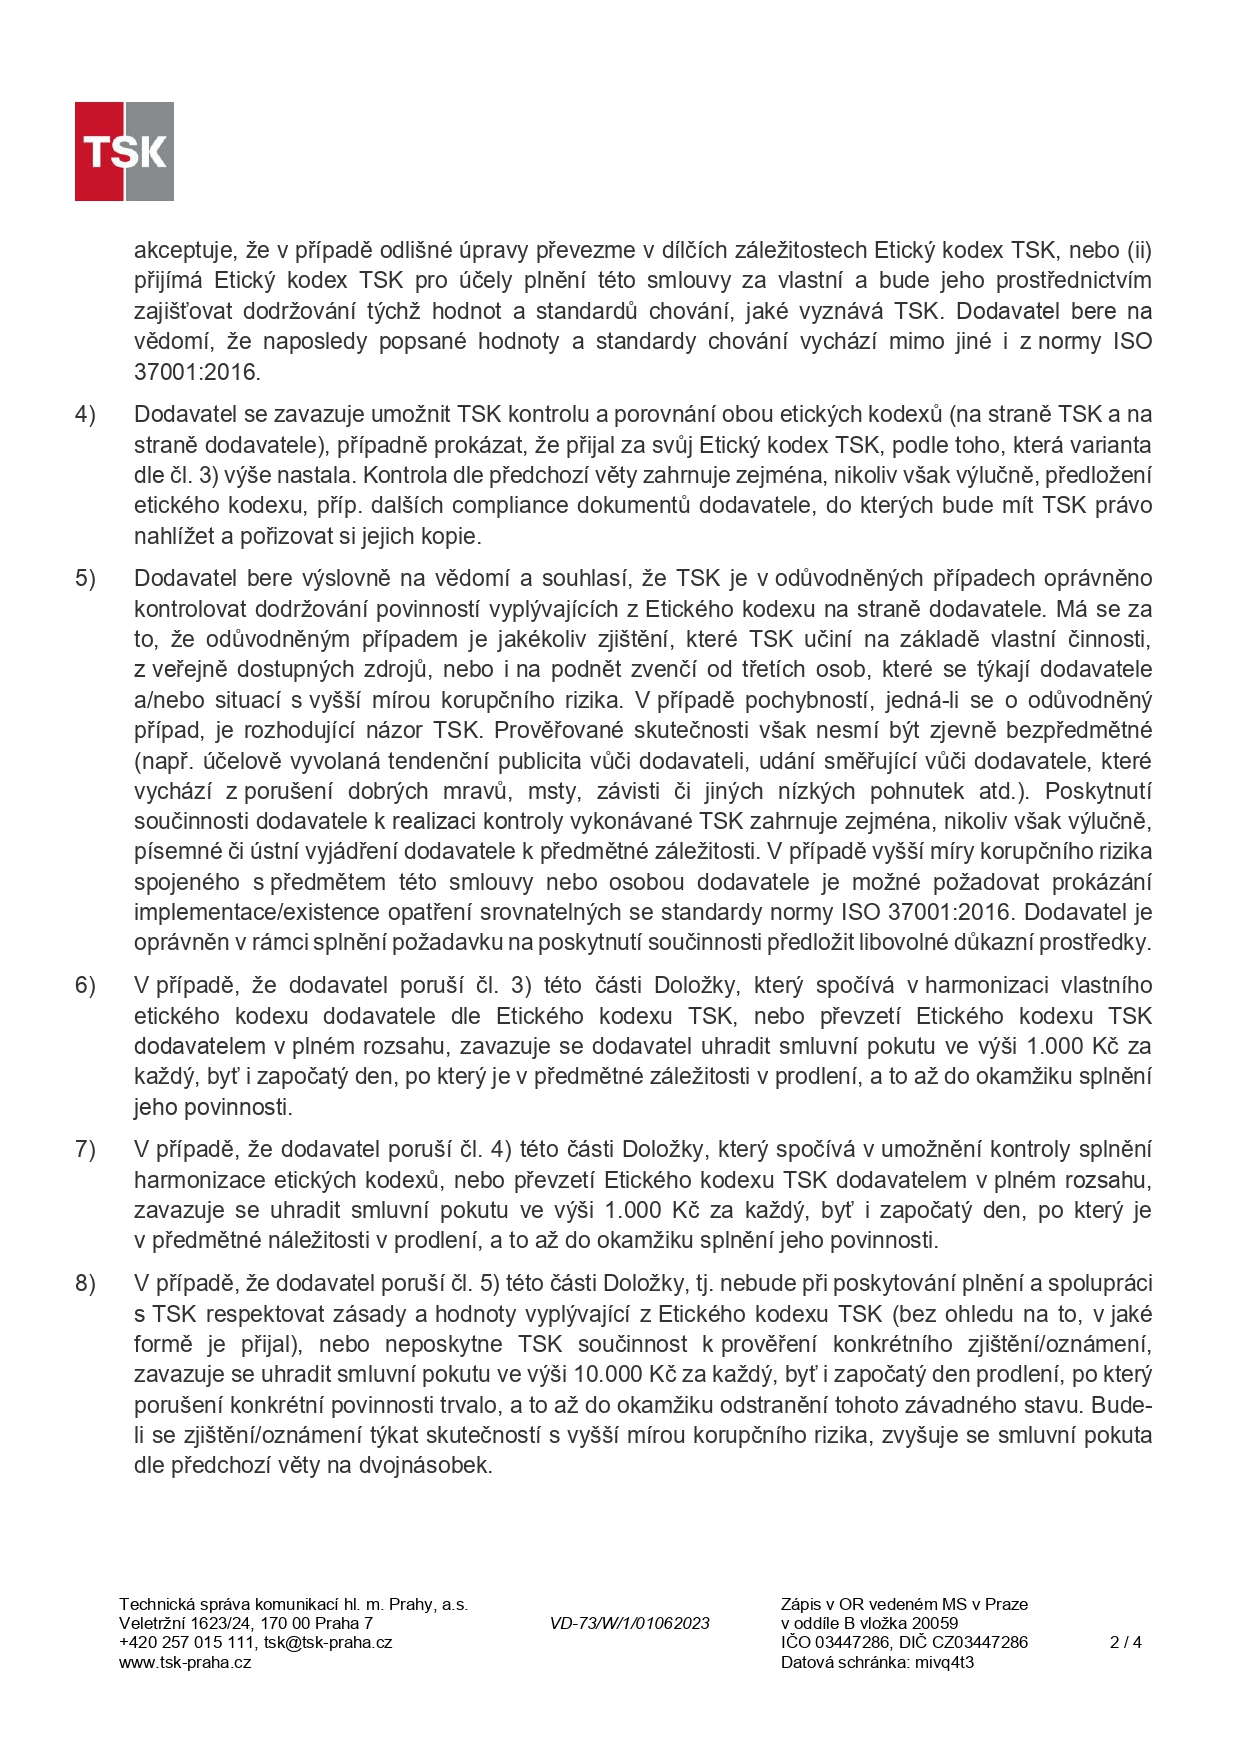 TSK
akceptuje, že v případě odlišné úpravy převezme v dílčích záležitostech Etický kodex TSK, nebo (ii)
přijímá Etický kodex TSK pro účely plnění této smlouvy za vlastní a bude jeho prostřednictvím
zajišťovat dodržování týchž hodnot a standardů chování, jaké vyznává TSK. Dodavatel bere na
vědomí, že naposledy popsané hodnoty a standardy chování vychází mimo jiné i z normy ISO
37001:2016.
4) Dodavatel se zavazuje umožnit TSK kontrolu a porovnání obou etických kodexů (na straně TSK a na
straně dodavatele), případně prokázat, že přijal za svůj Etický kodex TSK, podle toho, která varianta
dle čl. 3) výše nastala. Kontrola dle předchozí věty zahrnuje zejména, nikoliv však výlučně, předložení
etického kodexu, příp. dalších compliance dokumentů dodavatele, do kterých bude mít TSK právo
nahlížet a pořizovat si jejich kopie.
5) Dodavatel bere výslovně na vědomí a souhlasí, že TSK je v odůvodněných případech oprávněno
kontrolovat dodržování povinností vyplývajících z Etického kodexu na straně dodavatele. Má se za
to, že odůvodněným případem je jakékoliv zjištění, které TSK učiní na základě vlastní činnosti,
z veřejně dostupných zdrojů, nebo i na podnět zvenčí od třetích osob, které se týkají dodavatele
a/nebo situací s vyšší mírou korupčního rizika. V případě pochybností, jedná-li se o odůvodněný
případ, je rozhodující názor TSK. Prověřované skutečnosti však nesmí být zjevně bezpředmětné
(např. účelově vyvolaná tendenční publicita vůči dodavateli, udání směřující vůči dodavatele, které
vychází z porušení dobrých mravů, msty, závisti či jiných nízkých pohnutek atd.). Poskytnutí
součinnosti dodavatele k realizaci kontroly vykonávané TSK zahrnuje zejména, nikoliv však výlučně,
písemné či ústní vyjádření dodavatele k předmětné záležitosti. V případě vyšší míry korupčního rizika
spojeného s předmětem této smlouvy nebo osobou dodavatele je možné požadovat prokázání
implementace/existence opatření srovnatelných se standardy normy ISO 37001:2016. Dodavatel je
oprávněn v rámci splnění požadavku na poskytnutí součinnosti předložit libovolné důkazní prostředky.
6) V případě, že dodavatel poruší čl. 3) této části Doložky, který spočívá v harmonizaci vlastního
etického kodexu dodavatele dle Etického kodexu TSK, nebo převzetí Etického kodexu TSK
dodavatelem v plném rozsahu, zavazuje se dodavatel uhradit smluvní pokutu ve výši 1.000 Kč za
každý, byť i započatý den, po který je v předmětné záležitosti v prodlení, a to až do okamžiku splnění
jeho povinnosti.
7) V případě, že dodavatel poruší čl. 4) této části Doložky, který spočívá v umožnění kontroly splnění
harmonizace etických kodexů, nebo převzetí Etického kodexu TSK dodavatelem v plném rozsahu,
zavazuje se uhradit smluvní pokutu ve výši 1.000 Kč za každý, byť i započatý den, po který je
v předmětné náležitosti v prodlení, a to až do okamžiku splnění jeho povinnosti.
8) V případě, že dodavatel poruší čl. 5) této části Doložky, tj. nebude při poskytování plnění a spolupráci
s TSK respektovat zásady a hodnoty vyplývající z Etického kodexu TSK (bez ohledu na to, v jaké
formě je přijal), nebo neposkytne TSK součinnost k prověření konkrétního zjištění/oznámení,
zavazuje se uhradit smluvní pokutu ve výši 10.000 Kč za každý, byť i započatý den prodlení, po který
porušení konkrétní povinnosti trvalo, a to až do okamžiku odstranění tohoto závadného stavu. Bude-
li se zjištění/oznámení týkat skutečností s vyšší mírou korupčního rizika, zvyšuje se smluvní pokuta
dle předchozí věty na dvojnásobek.
Technická správa komunikací hl. m. Prahy, a.s.
Veletržní 1623/24, 170 00 Praha 7
+420 257 015 111, tsk@tsk-praha.cz
www.tsk-praha.cz
VD-73/W/1/01062023
Zápis v OR vedeném MS v Praze
v oddíle B vložka 20059
IČO 03447286, DIČ CZ03447286
Datová schránka: mivq4t3
2 / 4